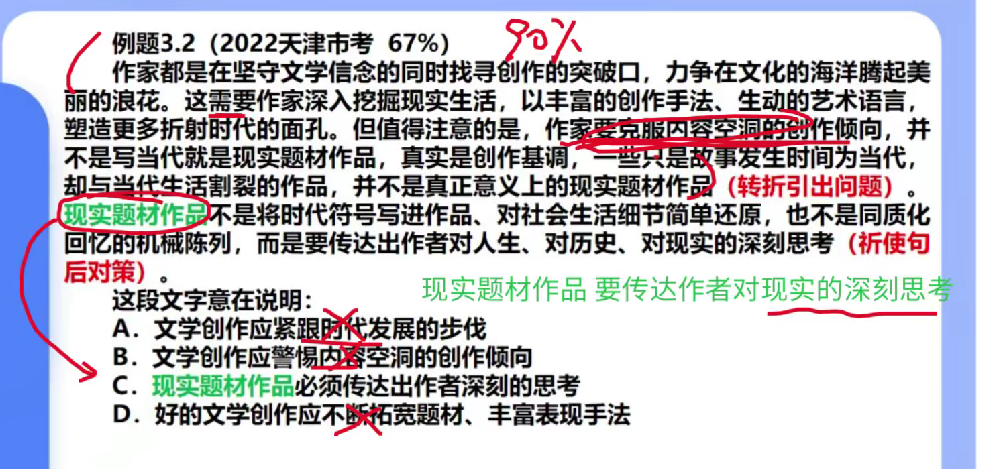 例题3.2（2022天津市考 67%）
90%
作家都是在坚守文学信念的同时找寻创作的突破口，力争在文化的海洋腾起美
丽的浪花。这需要作家深入挖掘现实生活，以丰富的创作手法、生动的艺术语言，
塑造更多折射时代的面孔。但值得注意的是，作家要克服内容空洞的创作倾向，并
不是写当代就是现实题材作品，真实是创作基调，一些只是故事发生时间为当代，
却与当代生活割裂的作品，并不是真正意义上的现实题材作品（转折引出问题）。
现实题材作品不是将时代符号写进作品、对社会生活细节简单还原，也不是同质化
回忆的机械陈列，而是要传达出作者对人生、对历史、对现实的深刻思考（祈使句
后对策）。
现实题材作品 要传达作者对现实的深刻思考
这段文字意在说明：
A．文学创作应紧跟时代发展的步伐
B．文学创作应警惕内容空洞的创作倾向
C．现实题材作品必须传达出作者深刻的思考
D．好的文学创作应不断拓宽题材、丰富表现手法